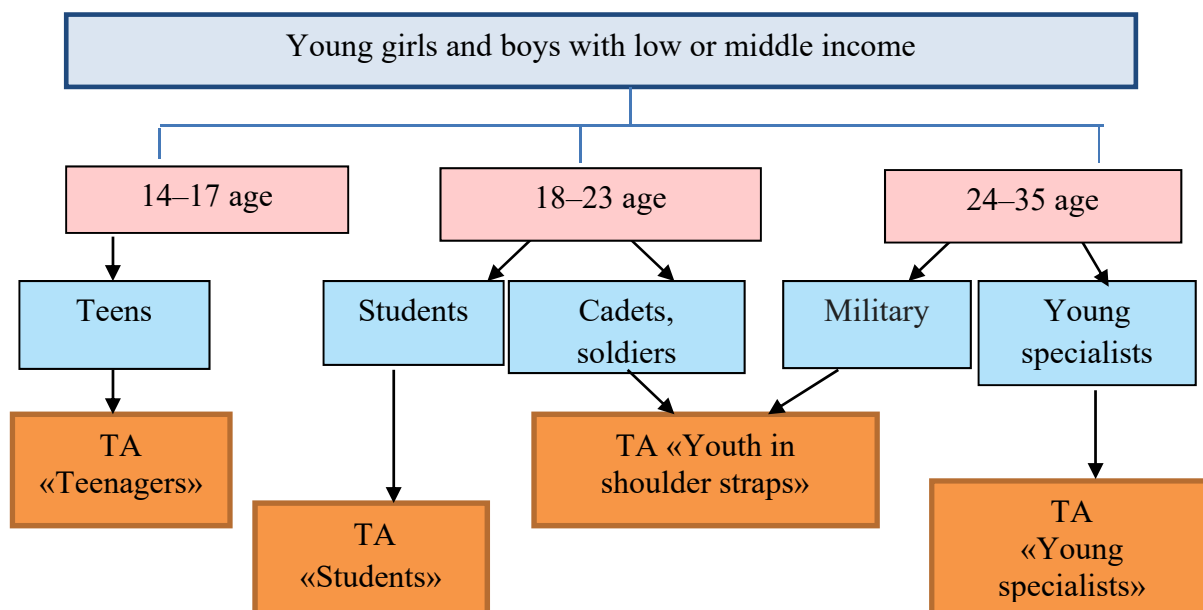 Young girls and boys with low or middle income
14–17 age
18–23 age
24–35 age
Teens
Students
Cadets,
soldiers
Military
Young
specialists
TA
«Teenagers»
TA
«Students»
TA «Youth in
shoulder straps»
TA
«Young
specialists»